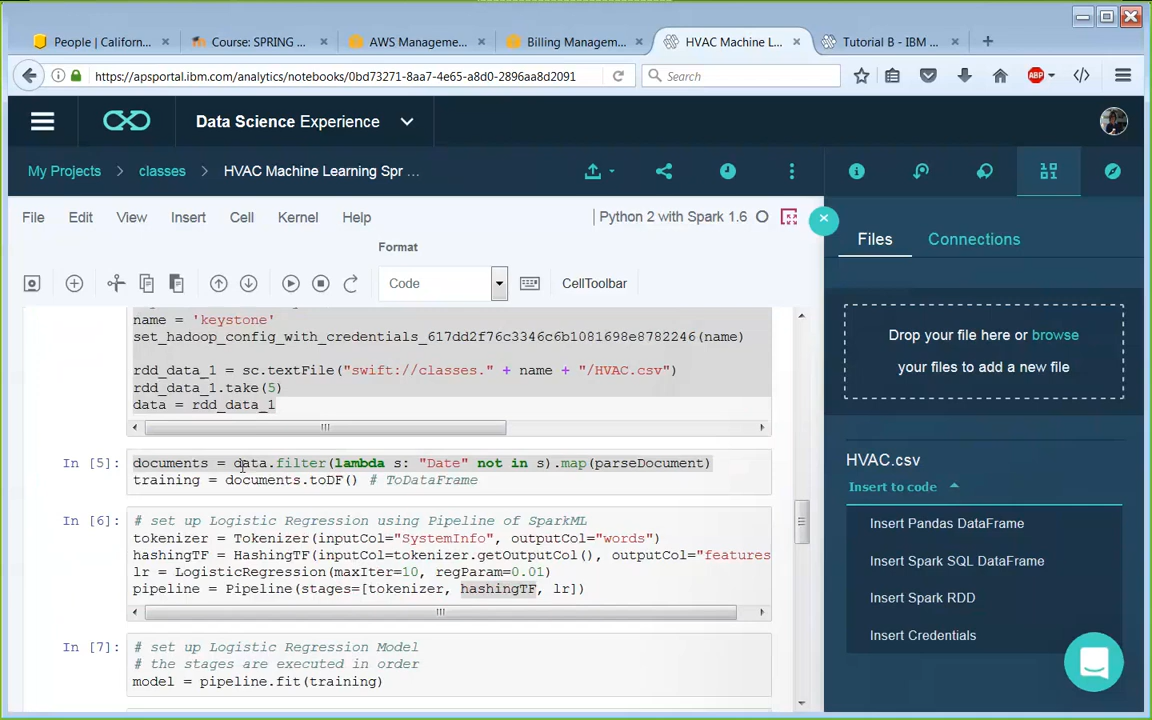 People | Californ...
Course: SPRING ...
AWS Manageme...
Billing Managem...
HVAC Machine L...
Tutorial B - IBM ...
https://apsportal.ibm.com/analytics/notebooks/0bd73271-8aa7-4e65-a8d0-2896aa8d2091
Search
ABP
Data Science Experience
My Projects > classes > HVAC Machine Learning Spr ...
File Edit View Insert Cell Kernel Help
Python 2 with Spark 1.6
Format
Code
CellToolbar
name = 'keystone'
set_hadoop_config_with_credentials_617dd2f76c3346c6b1081698e8782246(name)
rdd_data_1 = sc.textFile("swift://classes." + name + "/HVAC.csv")
rdd_data_1.take(5)
data = rdd_data_1
In [5]: documents = data.filter(lambda s: "Date" not in s).map(parseDocument)
training = documents.toDF() # ToDataFrame
In [6]: # set up Logistic Regression using Pipeline of SparkML
tokenizer = Tokenizer(inputCol="SystemInfo", outputCol="words")
hashingTF = HashingTF(inputCol=tokenizer.getOutputCol(), outputCol="features
lr = LogisticRegression(maxIter=10, regParam=0.01)
pipeline = Pipeline(stages=[tokenizer, hashingTF, lr])
In [7]: # set up Logistic Regression Model
# the stages are executed in order
model = pipeline.fit(training)
Files
Connections
Drop your file here or browse
your files to add a new file
HVAC.csv
Insert to code
Insert Pandas DataFrame
Insert Spark SQL DataFrame
Insert Spark RDD
Insert Credentials